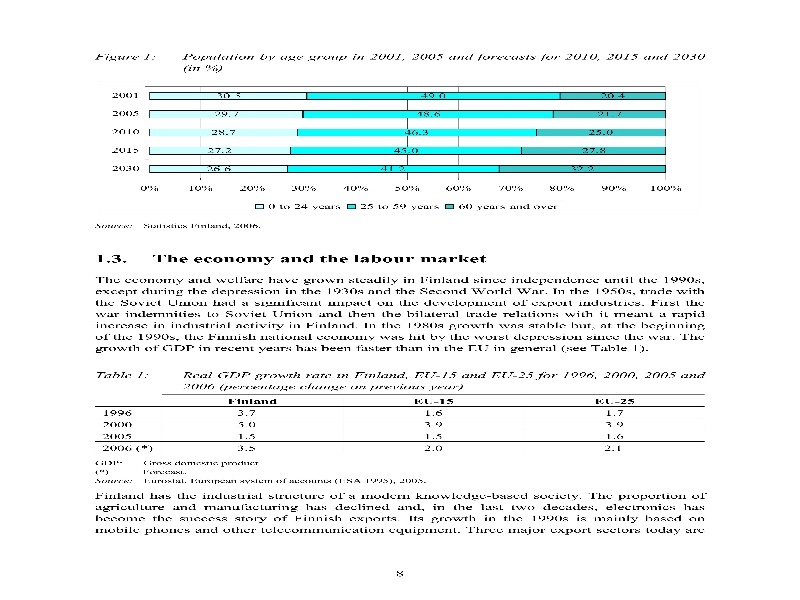 Figure 1: Population by age group in 2001, 2005 and forecasts for 2010, 2015 and 2030
(in %)
2001 30.5 49.0 20.4
2005 29.7 48.6 21.7
2010 28.7 46.3 25.0
2015 27.2 45.0 27.8
2030 26.6 41.2 32.2
0% 10% 20% 30% 40% 50% 60% 70% 80% 90% 100%
0 to 24 years 25 to 59 years 60 years and over
Source: Statistics Finland, 2006.
1.3. The economy and the labour market
The economy and welfare have grown steadily in Finland since independence until the 1990s,
except during the depression in the 1930s and the Second World War. In the 1950s, trade with
the Soviet Union had a significant impact on the development of export industries. First the
war indemnities to Soviet Union and then the bilateral trade relations with it meant a rapid
increase in industrial activity in Finland. In the 1980s growth was stable but, at the beginning
of the 1990s, the Finnish national economy was hit by the worst depression since the war. The
growth of GDP in recent years has been faster than in the EU in general (see Table 1).
Table 1: Real GDP growth rate in Finland, EU-15 and EU-25 for 1996, 2000, 2005 and
2006 (percentage change on previous year)
Finland EU-15 EU-25
1996 3.7 1.6 1.7
2000 5.0 3.9 3.9
2005 1.5 1.5 1.6
2006 (*) 3.5 2.0 2.1
GDP: Gross domestic product
(*) Forecast.
Source: Eurostat. European system of accounts (ESA 1995), 2005.
Finland has the industrial structure of a modern knowledge-based society. The proportion of
agriculture and manufacturing has declined and, in the last two decades, electronics has
become the success story of Finnish exports. Its growth in the 1990s is mainly based on
mobile phones and other telecommunication equipment. Three major export sectors today are
8